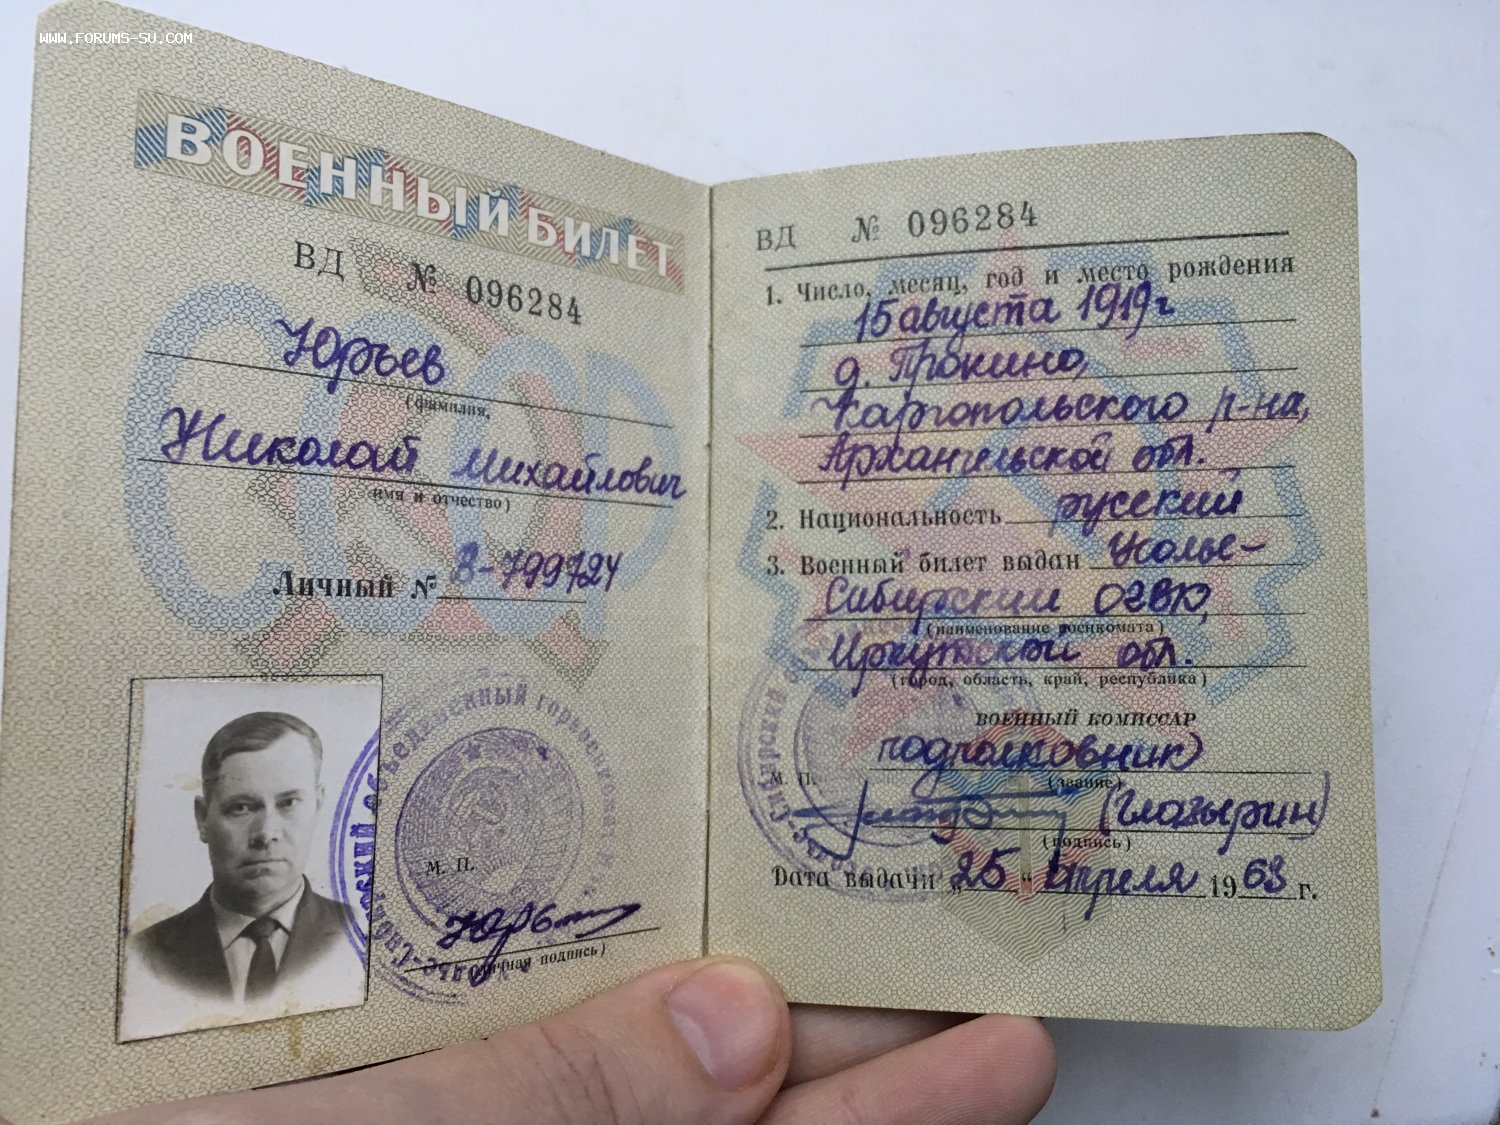 WWW.FORUMS-SU.COM
ВОЕННЫЙ БИЛЕТ
ВД № 096284
Юрьев
(фамилия,
Николай Михайлович
имя и отчество)
Личный №
М. П.
(личная подпись)
ВД № 096284
1. Число, месяц, год и место рождения
15 августа 1919 г
д. Прокино,
Каргопольского р-на,
Архангельской обл.
2. Национальность русский
3. Военный билет выдан Усолье-
Сибирским ОГВК,
(наименование военкомата)
Иркутской обл.
(город, область, край, республика)
ВОЕННЫЙ КОМИССАР
подполковник
(звание)
М. П.
(Глазырин)
(подпись)
Дата выдачи „25“ апреля 1963 г.